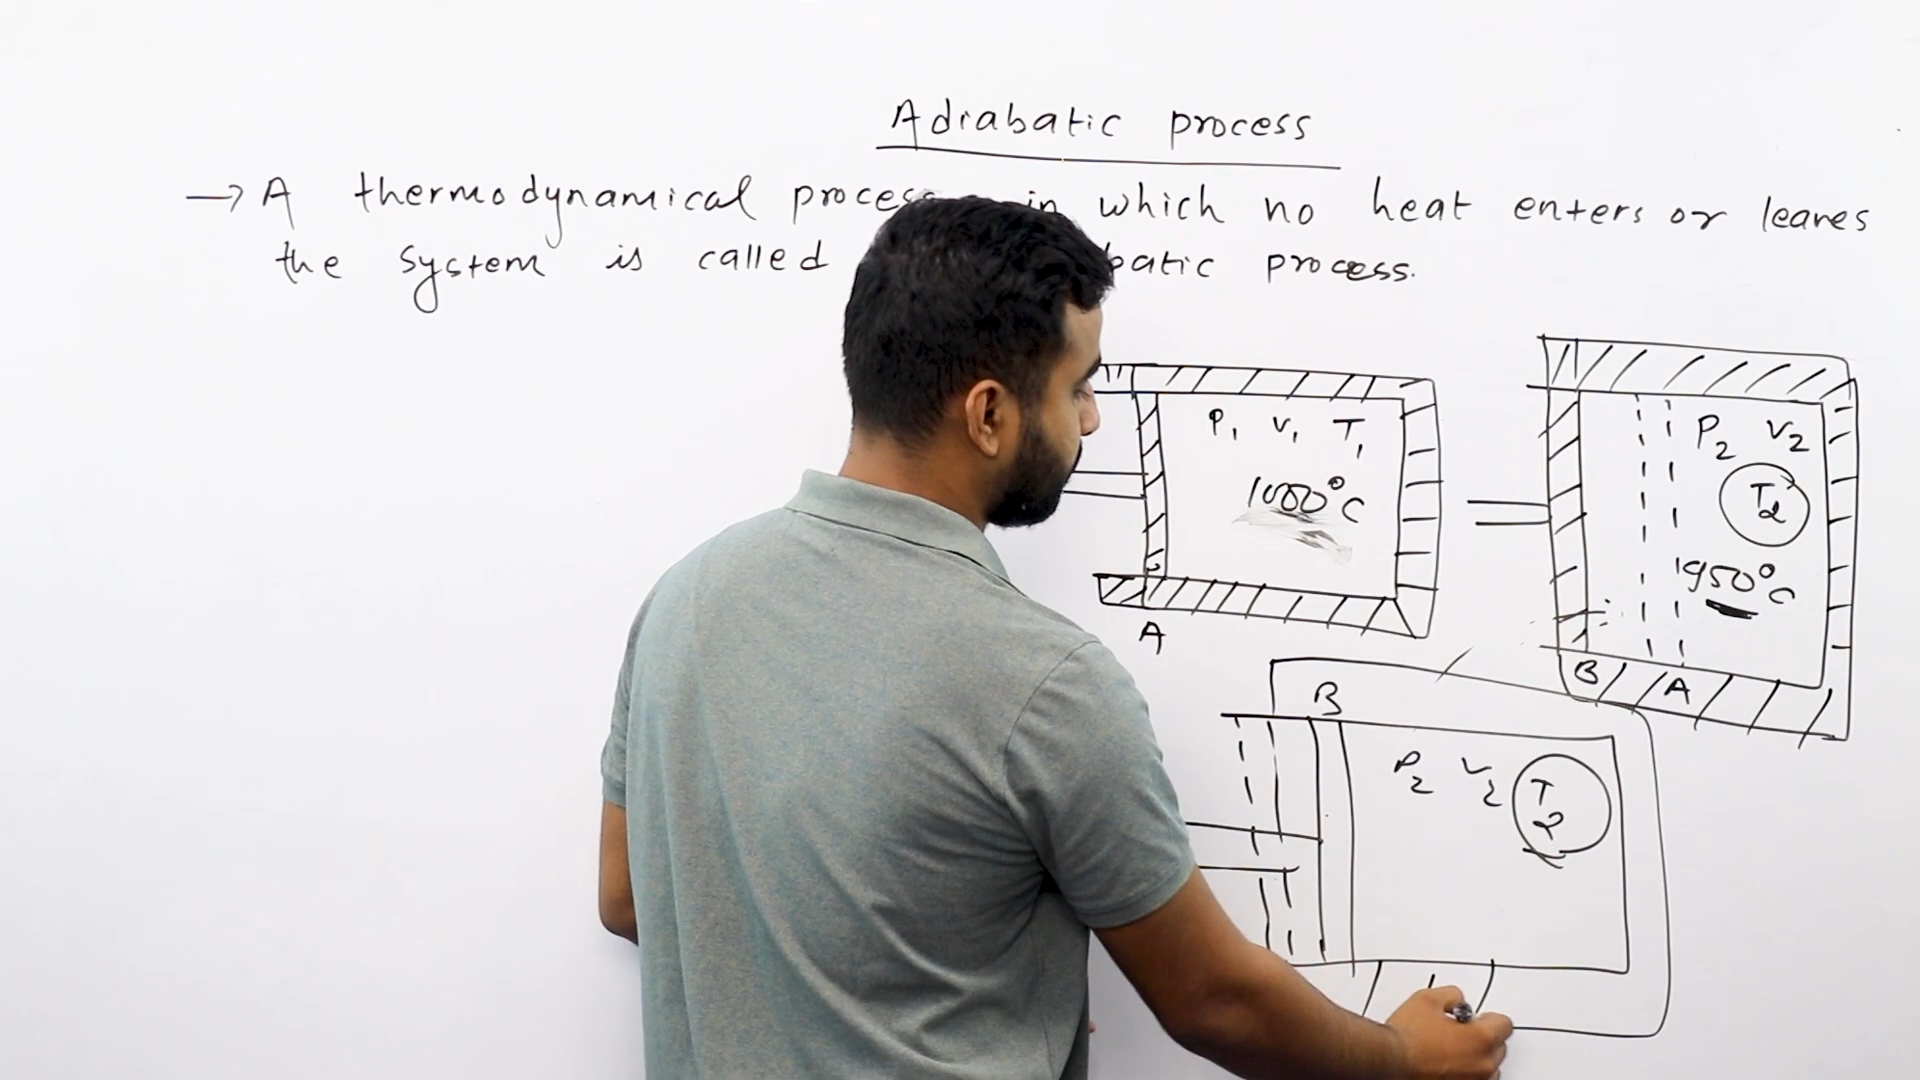 Adiabatic process
→ A thermodynamical process in which no heat enters or leaves
the system is called batic process.
P1 V1 T1
1000°C
A
P2 V2
T2
950°C
B A
B
P2 V2 T2